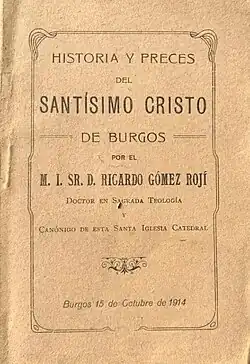 HISTORIA Y PRECES
DEL
SANTÍSIMO CRISTO
DE BURGOS
POR EL
M. I. SR. D. RICARDO GÓMEZ ROJÍ
DOCTOR EN SAGRADA TEOLOGÍA
Y
CANÓNIGO DE ESTA SANTA IGLESIA CATEDRAL
Burgos 15 de Octubre de 1914